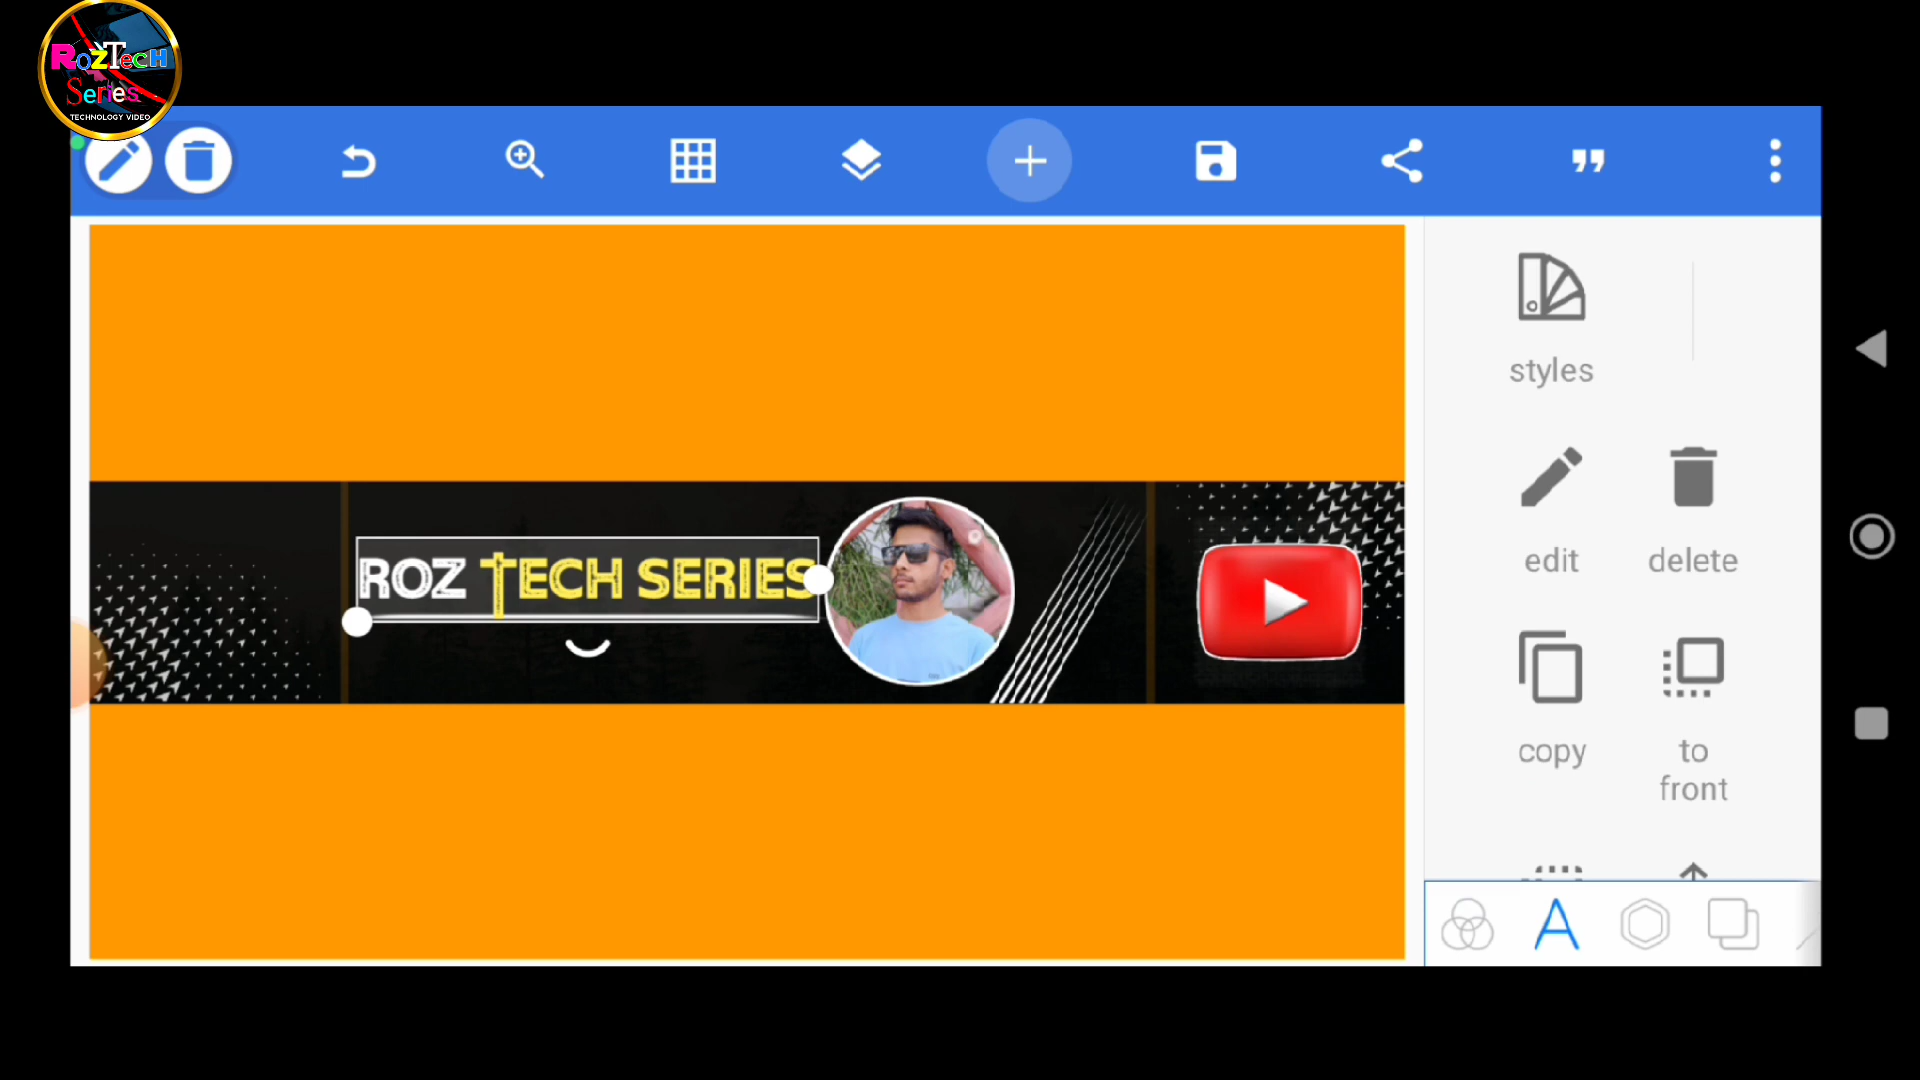 RozTech
Series
TECHNOLOGY VIDEO
styles
ROZ TECH SERIES
edit
delete
copy
to
front